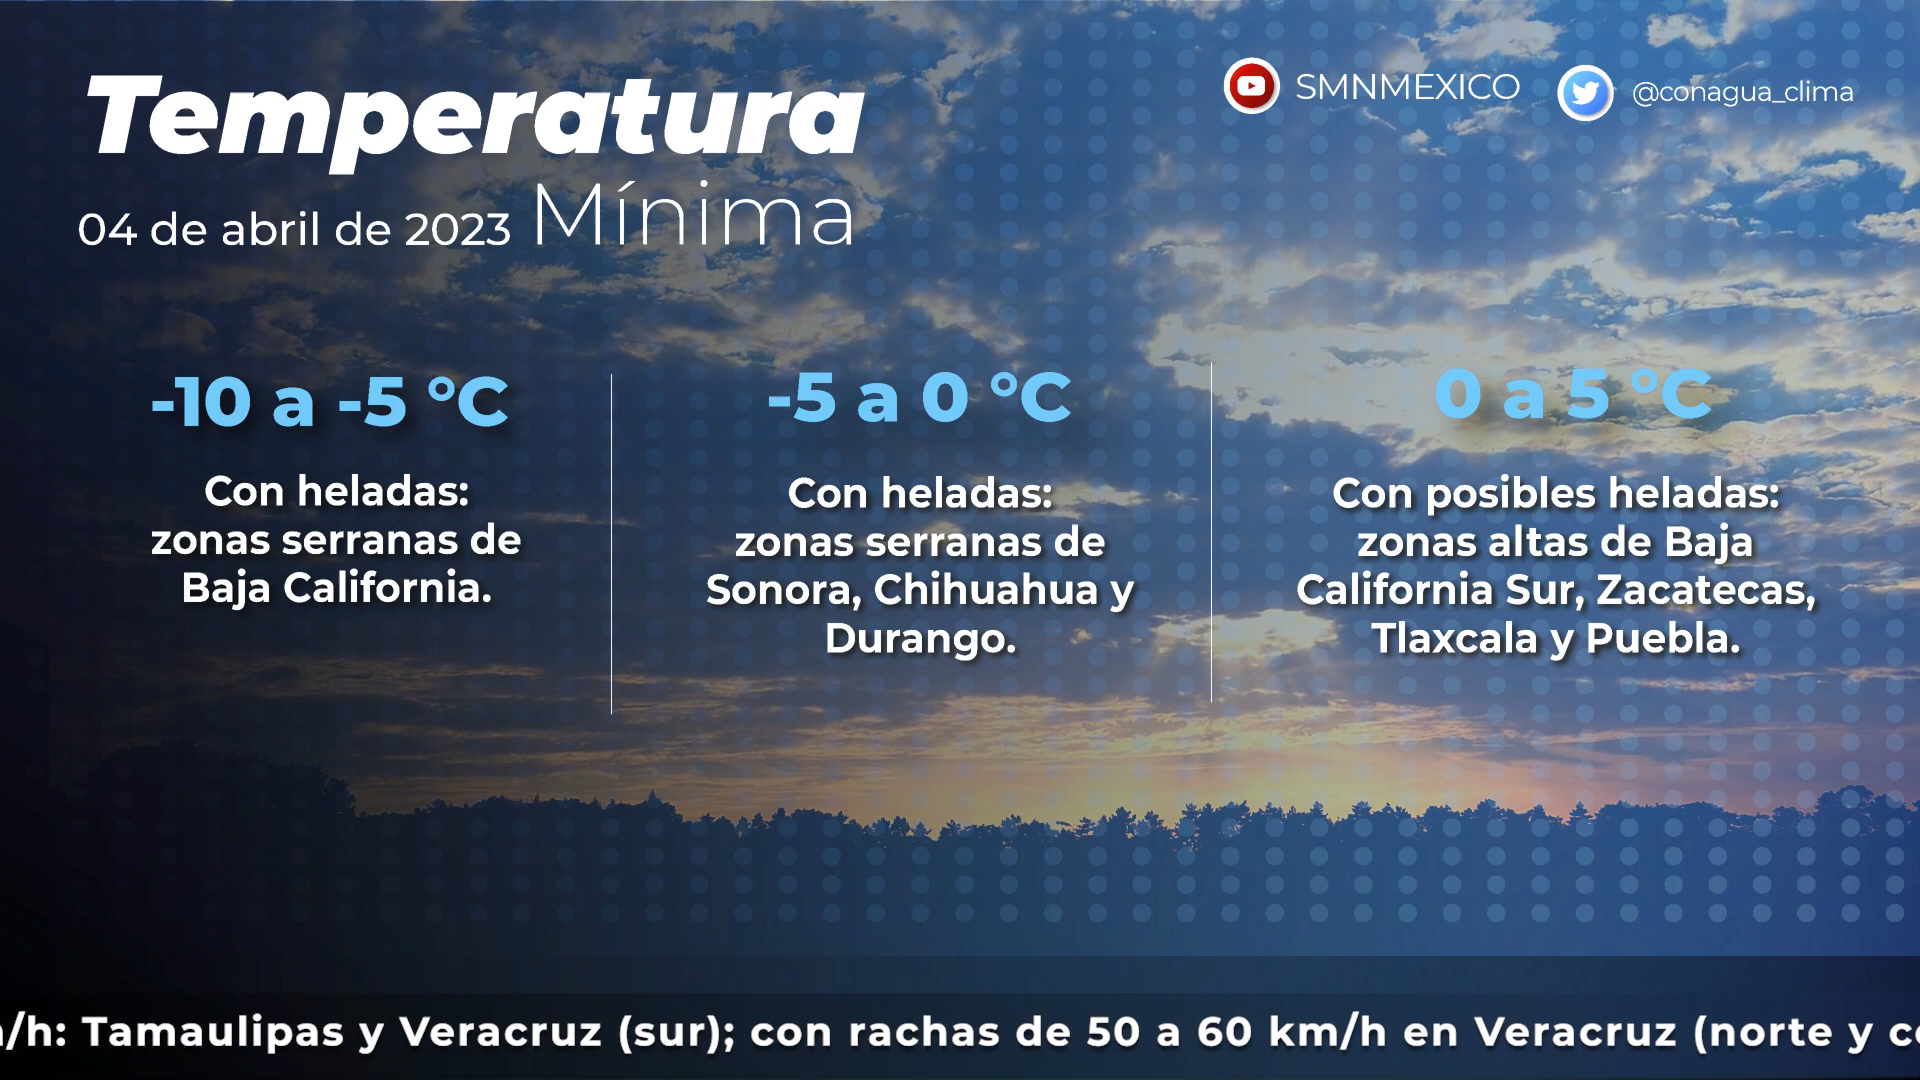 Temperatura
04 de abril de 2023 Mínima
SMNMEXICO
@conagua_clima
-10 a -5 °C
Con heladas:
zonas serranas de
Baja California.
-5 a 0 °C
Con heladas:
zonas serranas de
Sonora, Chihuahua y
Durango.
0 a 5 °C
Con posibles heladas:
zonas altas de Baja
California Sur, Zacatecas,
Tlaxcala y Puebla.
/h: Tamaulipas y Veracruz (sur); con rachas de 50 a 60 km/h en Veracruz (norte y